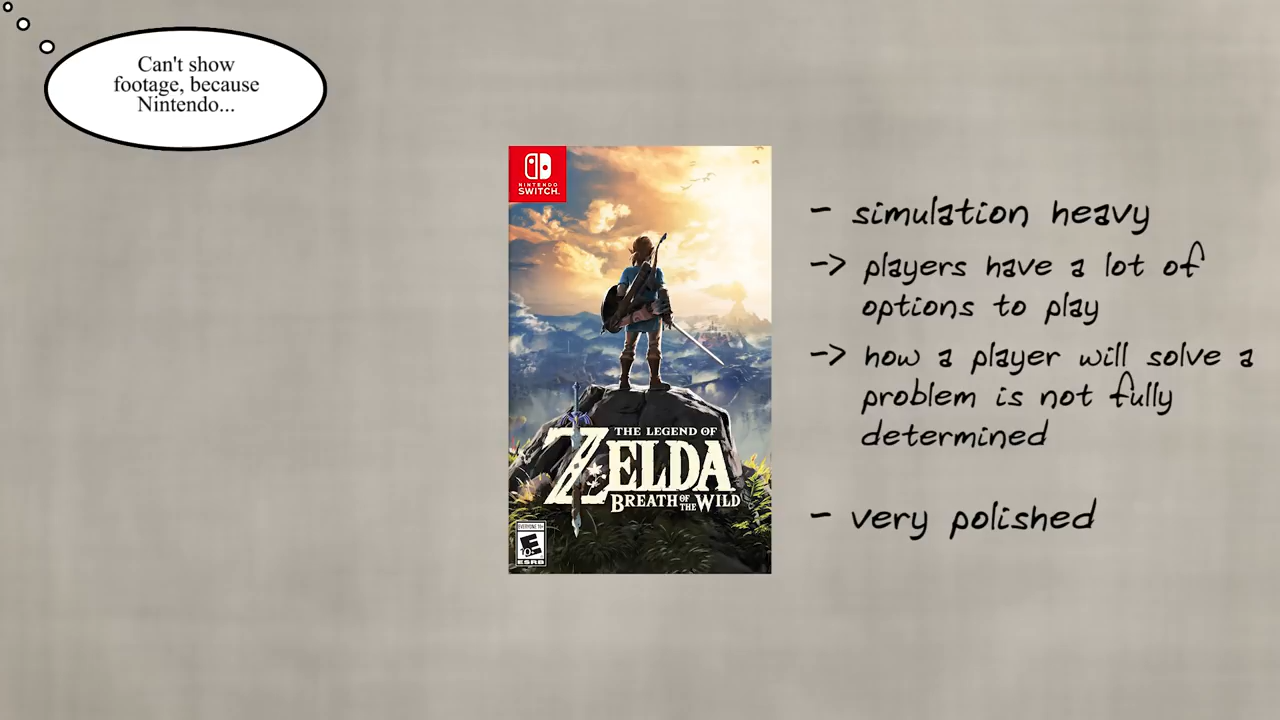 Can't show
footage, because
Nintendo...
NINTENDO
SWITCH.
THE LEGEND OF
ZELDA
BREATH OF THE WILD
EVERYONE 10+
E
10+
ESRB
- simulation heavy
-> players have a lot of
options to play
-> how a player will solve a
problem is not fully
determined
- very polished